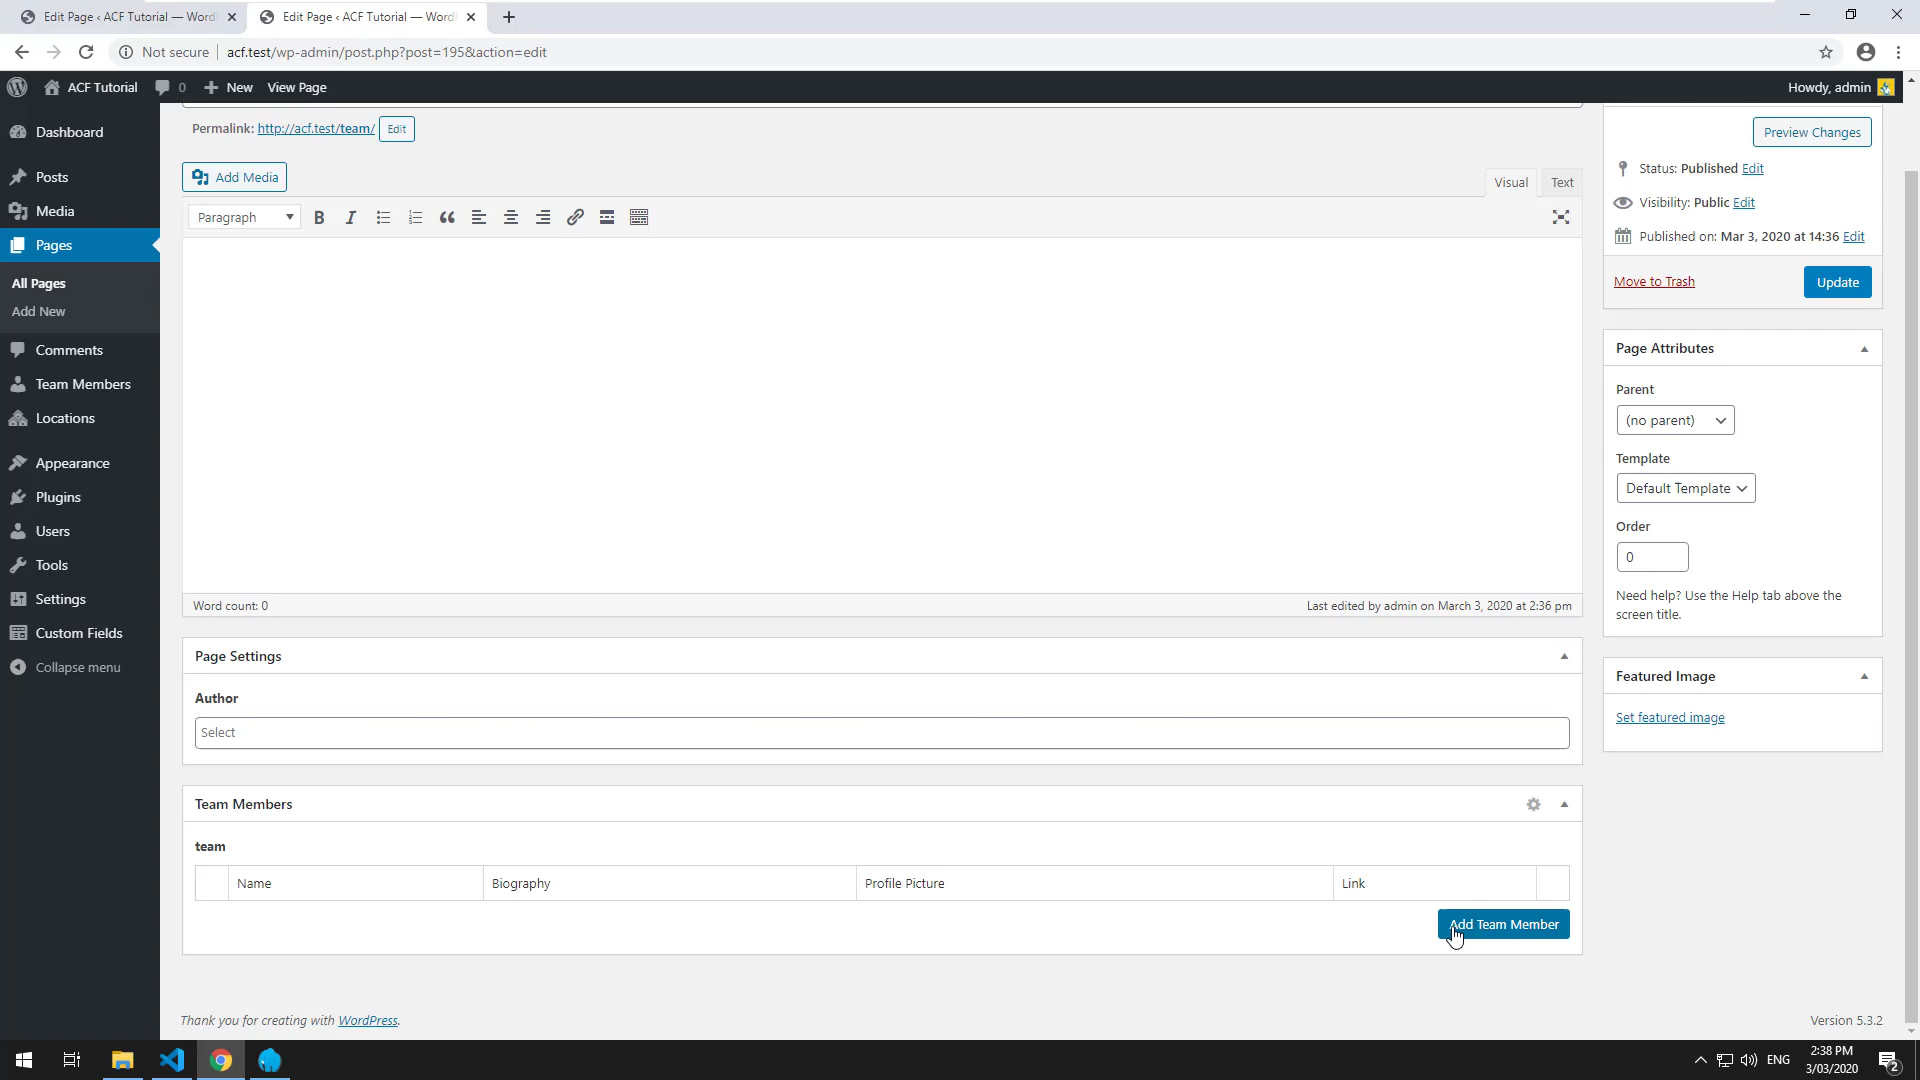 Edit Page ‹ ACF Tutorial — Word
Edit Page ‹ ACF Tutorial — Word
Not secure
acf.test/wp-admin/post.php?post=195&action=edit
ACF Tutorial
0
New
View Page
Howdy, admin
Dashboard
Posts
Media
Pages
All Pages
Add New
Comments
Team Members
Locations
Appearance
Plugins
Users
Tools
Settings
Custom Fields
Collapse menu
Permalink: http://acf.test/team/ Edit
Add Media
Visual
Text
Paragraph
B
I
Word count: 0
Last edited by admin on March 3, 2020 at 2:36 pm
Page Settings
Author
Select
Team Members
team
Name
Biography
Profile Picture
Link
Add Team Member
Preview Changes
Status: Published Edit
Visibility: Public Edit
Published on: Mar 3, 2020 at 14:36 Edit
Move to Trash
Update
Page Attributes
Parent
(no parent)
Template
Default Template
Order
0
Need help? Use the Help tab above the
screen title.
Featured Image
Set featured image
Thank you for creating with WordPress.
Version 5.3.2
ENG
2:38 PM
3/03/2020
2